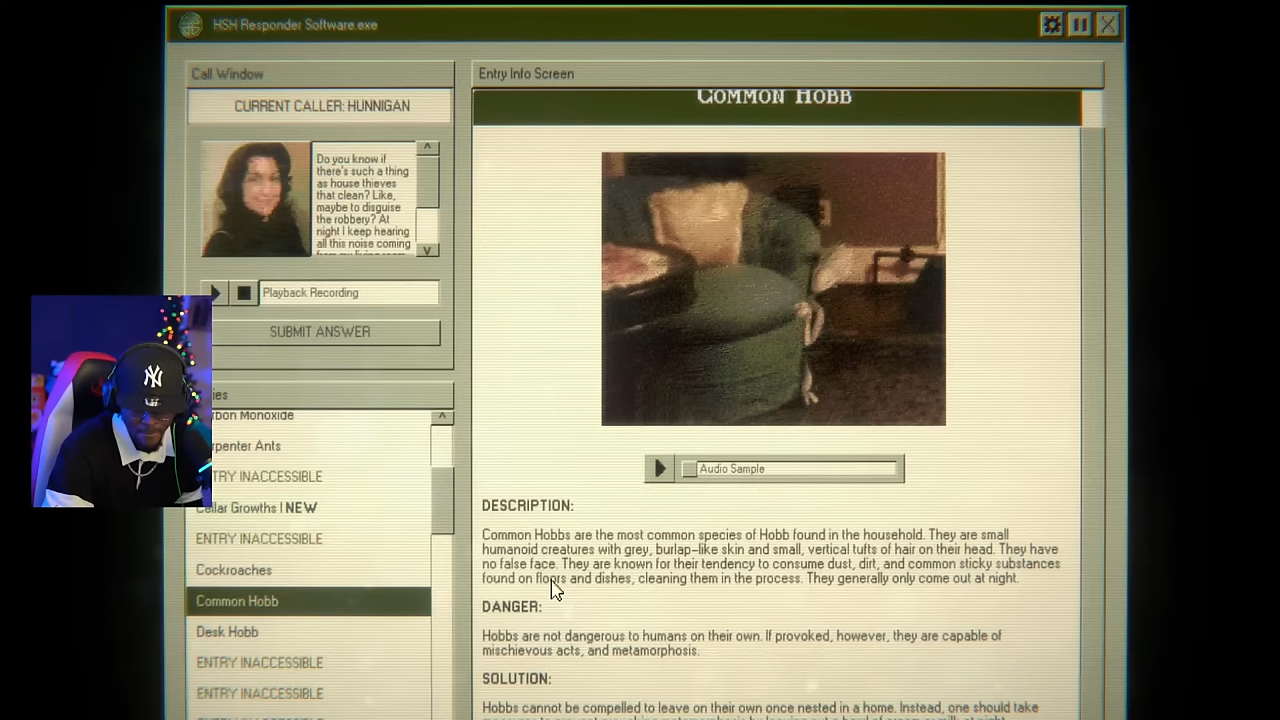 HSH Responder Software.exe
Call Window
CURRENT CALLER: HUNNIGAN
Do you know if
there's such a thing
as house thieves
that clean? Like,
maybe to disguise
the robbery? At
night I keep hearing
all this noise coming
from my living room
Playback Recording
SUBMIT ANSWER
Carbon Monoxide
Carpenter Ants
ENTRY INACCESSIBLE
Cellar Growths | NEW
ENTRY INACCESSIBLE
Cockroaches
Common Hobb
Desk Hobb
ENTRY INACCESSIBLE
ENTRY INACCESSIBLE
Entry Info Screen
COMMON HOBB
Audio Sample
DESCRIPTION:
Common Hobbs are the most common species of Hobb found in the household. They are small
humanoid creatures with grey, burlap-like skin and small, vertical tufts of hair on their head. They have
no false face. They are known for their tendency to consume dust, dirt, and common sticky substances
found on floors and dishes, cleaning them in the process. They generally only come out at night.
DANGER:
Hobbs are not dangerous to humans on their own. If provoked, however, they are capable of
mischievous acts, and metamorphosis.
SOLUTION:
Hobbs cannot be compelled to leave on their own once nested in a home. Instead, one should take